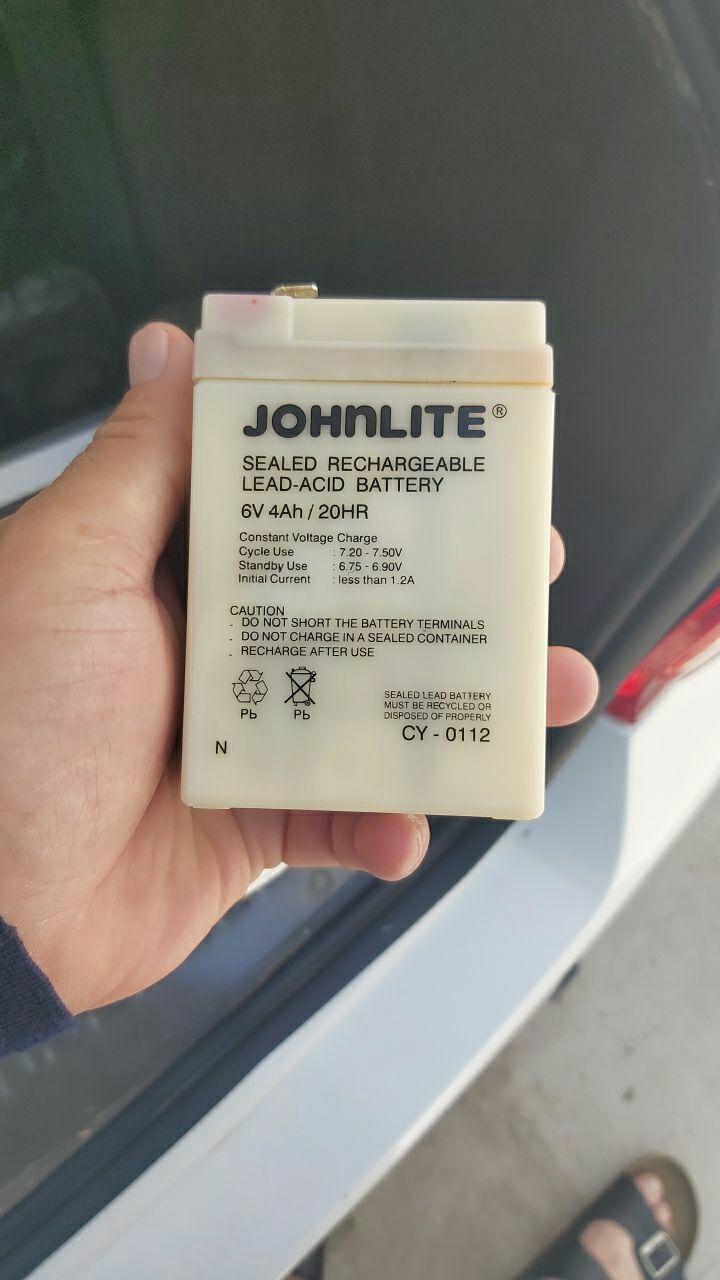 JOHNLITE®
SEALED RECHARGEABLE
LEAD-ACID BATTERY
6V 4Ah / 20HR
Constant Voltage Charge
Cycle Use : 7.20 - 7.50V
Standby Use : 6.75 - 6.90V
Initial Current : less than 1.2A
CAUTION
- DO NOT SHORT THE BATTERY TERMINALS
- DO NOT CHARGE IN A SEALED CONTAINER
- RECHARGE AFTER USE
Pb Pb
SEALED LEAD BATTERY
MUST BE RECYCLED OR
DISPOSED OF PROPERLY
CY - 0112
N